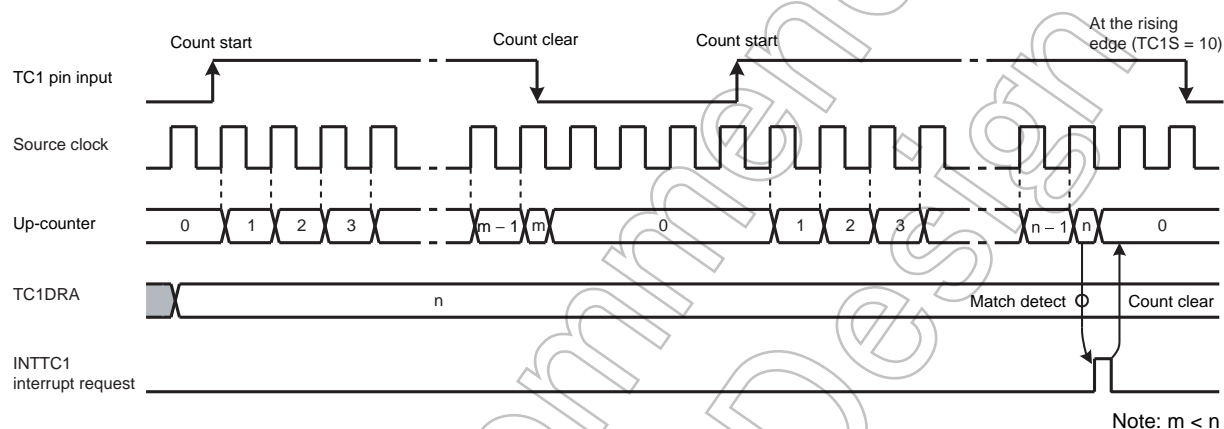 At the rising
edge (TC1S = 10)
Count start
Count clear
Count start
TC1 pin input
Source clock
Up-counter
0
1
2
3
m – 1
m
0
1
2
3
n – 1
n
0
TC1DRA
n
Match detect
Count clear
INTTC1
interrupt request
Note: m < n